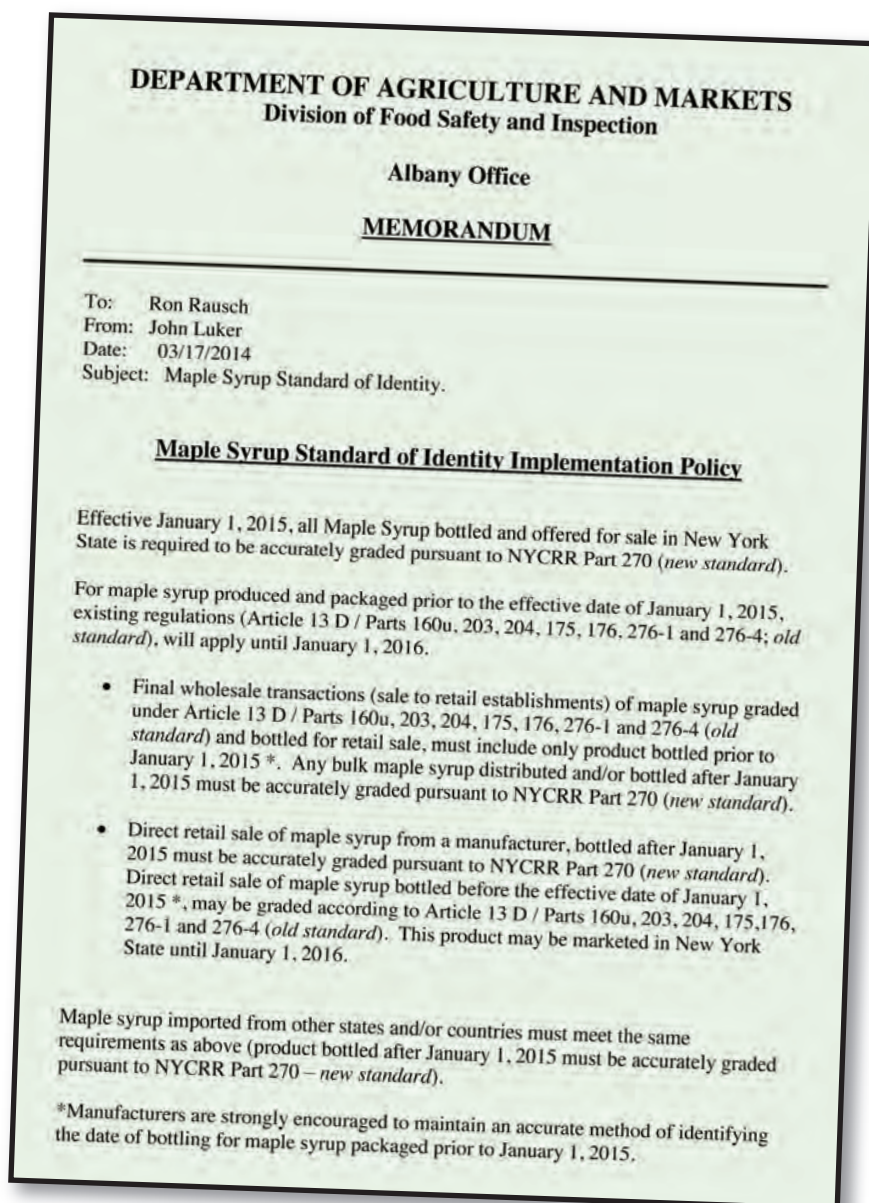 DEPARTMENT OF AGRICULTURE AND MARKETS
Division of Food Safety and Inspection
Albany Office
MEMORANDUM
To: Ron Rausch
From: John Luker
Date: 03/17/2014
Subject: Maple Syrup Standard of Identity.
Maple Syrup Standard of Identity Implementation Policy
Effective January 1, 2015, all Maple Syrup bottled and offered for sale in New York
State is required to be accurately graded pursuant to NYCRR Part 270 (new standard).
For maple syrup produced and packaged prior to the effective date of January 1, 2015,
existing regulations (Article 13 D / Parts 160u, 203, 204, 175, 176, 276-1 and 276-4; old
standard), will apply until January 1, 2016.
• Final wholesale transactions (sale to retail establishments) of maple syrup graded
under Article 13 D / Parts 160u, 203, 204, 175, 176, 276-1 and 276-4 (old
standard) and bottled for retail sale, must include only product bottled prior to
January 1, 2015 *. Any bulk maple syrup distributed and/or bottled after January
1, 2015 must be accurately graded pursuant to NYCRR Part 270 (new standard).
• Direct retail sale of maple syrup from a manufacturer, bottled after January 1,
2015 must be accurately graded pursuant to NYCRR Part 270 (new standard).
Direct retail sale of maple syrup bottled before the effective date of January 1,
2015 *, may be graded according to Article 13 D / Parts 160u, 203, 204, 175,176,
276-1 and 276-4 (old standard). This product may be marketed in New York
State until January 1, 2016.
Maple syrup imported from other states and/or countries must meet the same
requirements as above (product bottled after January 1, 2015 must be accurately graded
pursuant to NYCRR Part 270 – new standard).
*Manufacturers are strongly encouraged to maintain an accurate method of identifying
the date of bottling for maple syrup packaged prior to January 1, 2015.